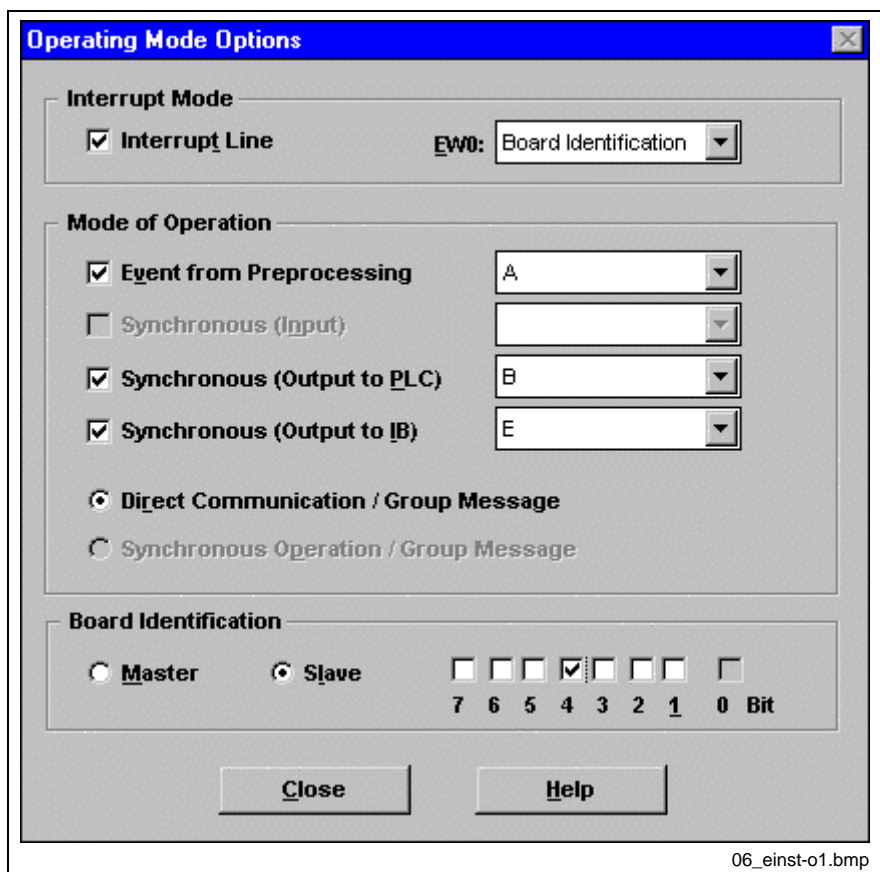 Operating Mode Options
Interrupt Mode
Interrupt Line EW0: Board Identification
Mode of Operation
Event from Preprocessing A
Synchronous (Input)
Synchronous (Output to PLC) B
Synchronous (Output to IB) E
Direct Communication / Group Message
Synchronous Operation / Group Message
Board Identification
Master Slave
7 6 5 4 3 2 1 0 Bit
Close Help
06_einst-o1.bmp